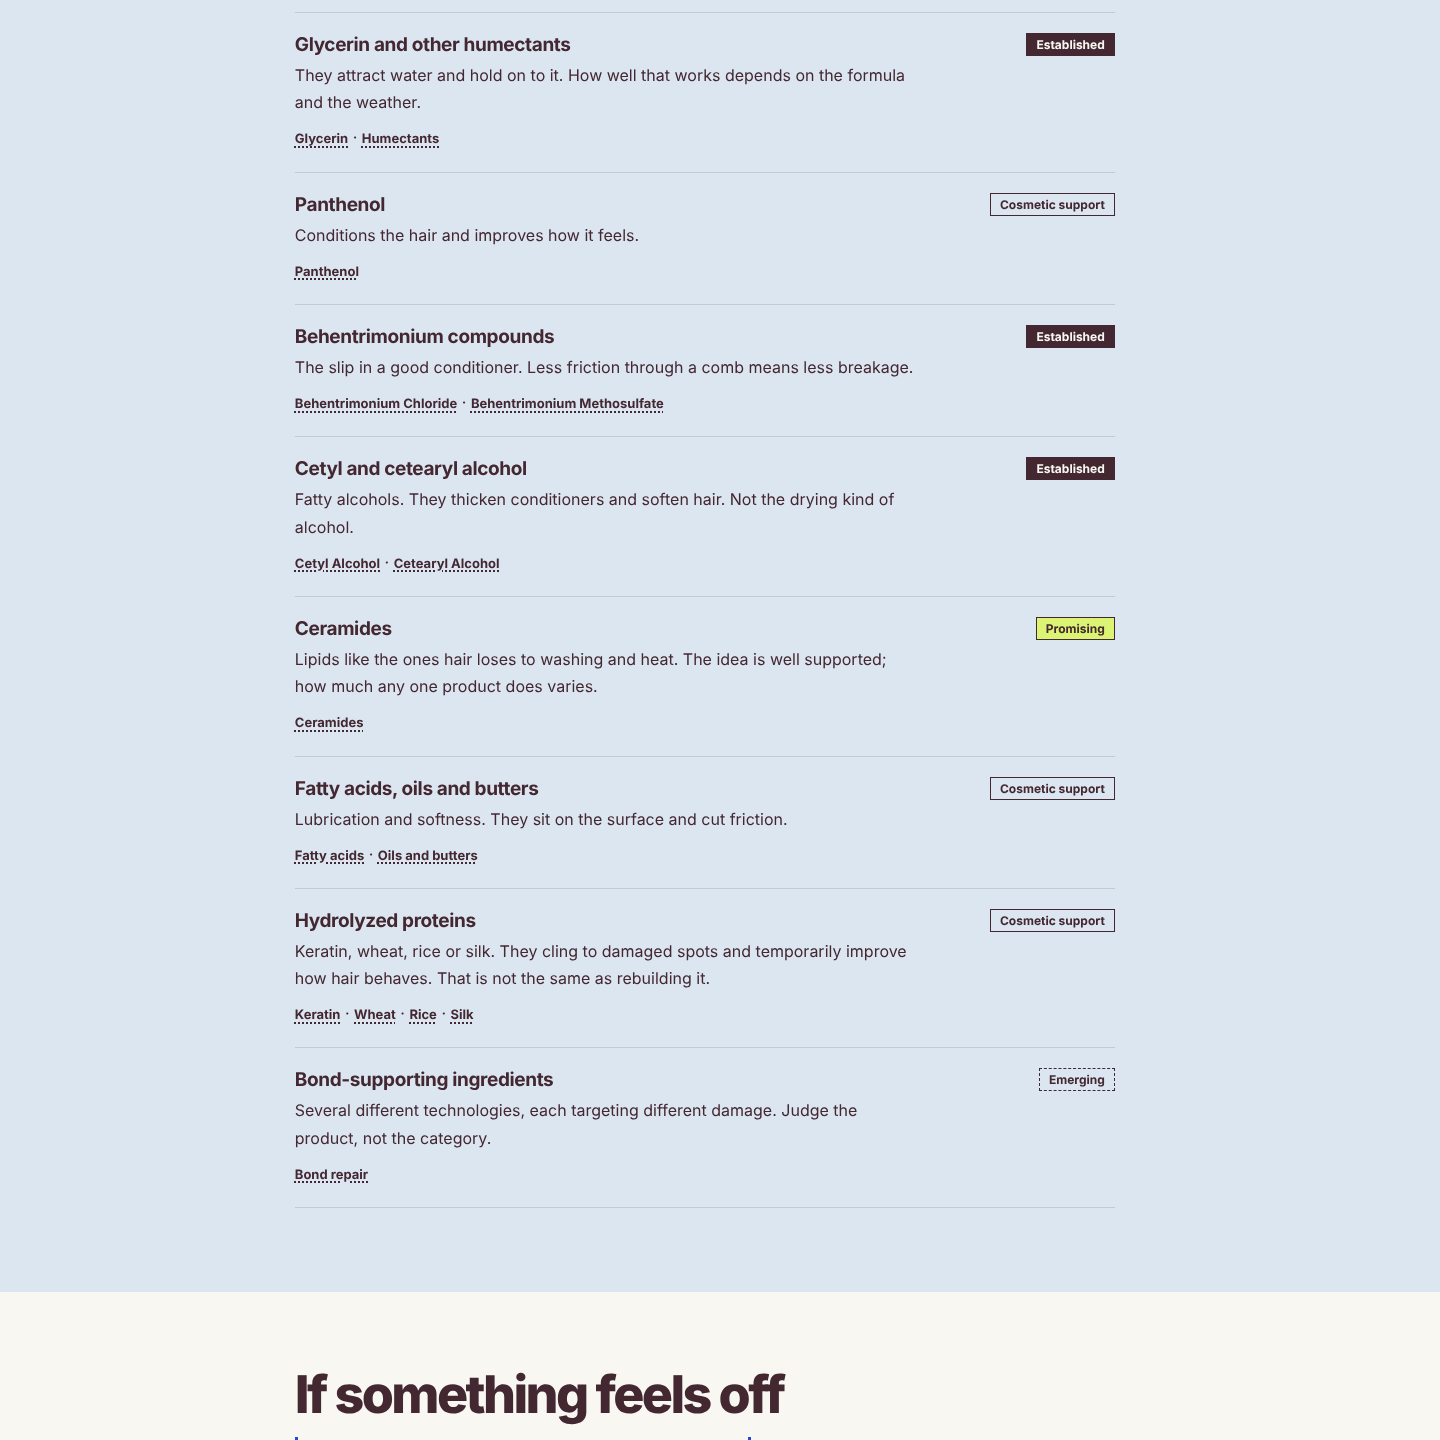 Glycerin and other humectants
Established
They attract water and hold on to it. How well that works depends on the formula
and the weather.
Glycerin · Humectants
Panthenol
Cosmetic support
Conditions the hair and improves how it feels.
Panthenol
Behentrimonium compounds
Established
The slip in a good conditioner. Less friction through a comb means less breakage.
Behentrimonium Chloride · Behentrimonium Methosulfate
Cetyl and cetearyl alcohol
Established
Fatty alcohols. They thicken conditioners and soften hair. Not the drying kind of
alcohol.
Cetyl Alcohol · Cetearyl Alcohol
Ceramides
Promising
Lipids like the ones hair loses to washing and heat. The idea is well supported;
how much any one product does varies.
Ceramides
Fatty acids, oils and butters
Cosmetic support
Lubrication and softness. They sit on the surface and cut friction.
Fatty acids · Oils and butters
Hydrolyzed proteins
Cosmetic support
Keratin, wheat, rice or silk. They cling to damaged spots and temporarily improve
how hair behaves. That is not the same as rebuilding it.
Keratin · Wheat · Rice · Silk
Bond-supporting ingredients
Emerging
Several different technologies, each targeting different damage. Judge the
product, not the category.
Bond repair
If something feels off